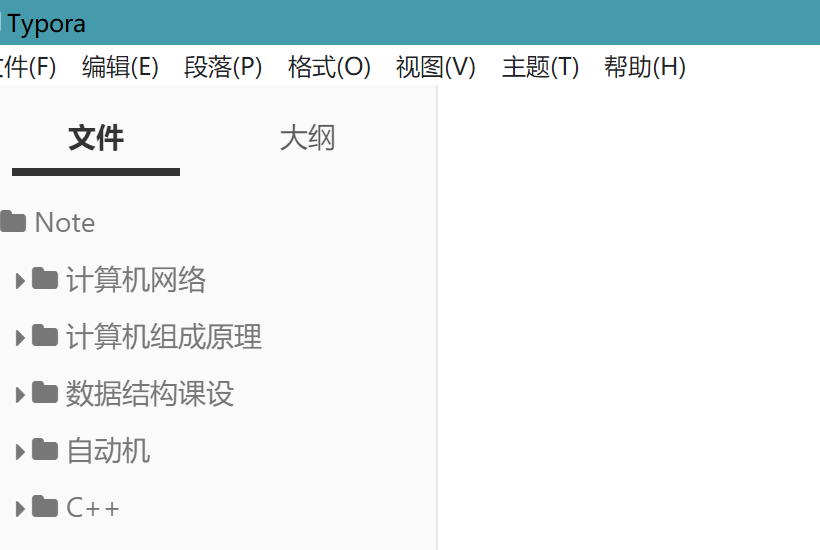 Typora
件(F) 编辑(E) 段落(P) 格式(O) 视图(V) 主题(T) 帮助(H)
文件 大纲
Note
计算机网络
计算机组成原理
数据结构课设
自动机
C++